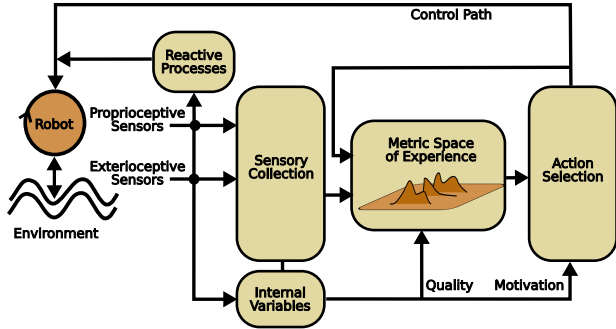 Control Path
Reactive
Processes
Robot
Proprioceptive
Sensors
Exterioceptive
Sensors
Sensory
Collection
Metric Space
of Experience
Action
Selection
Environment
Internal
Variables
Quality
Motivation